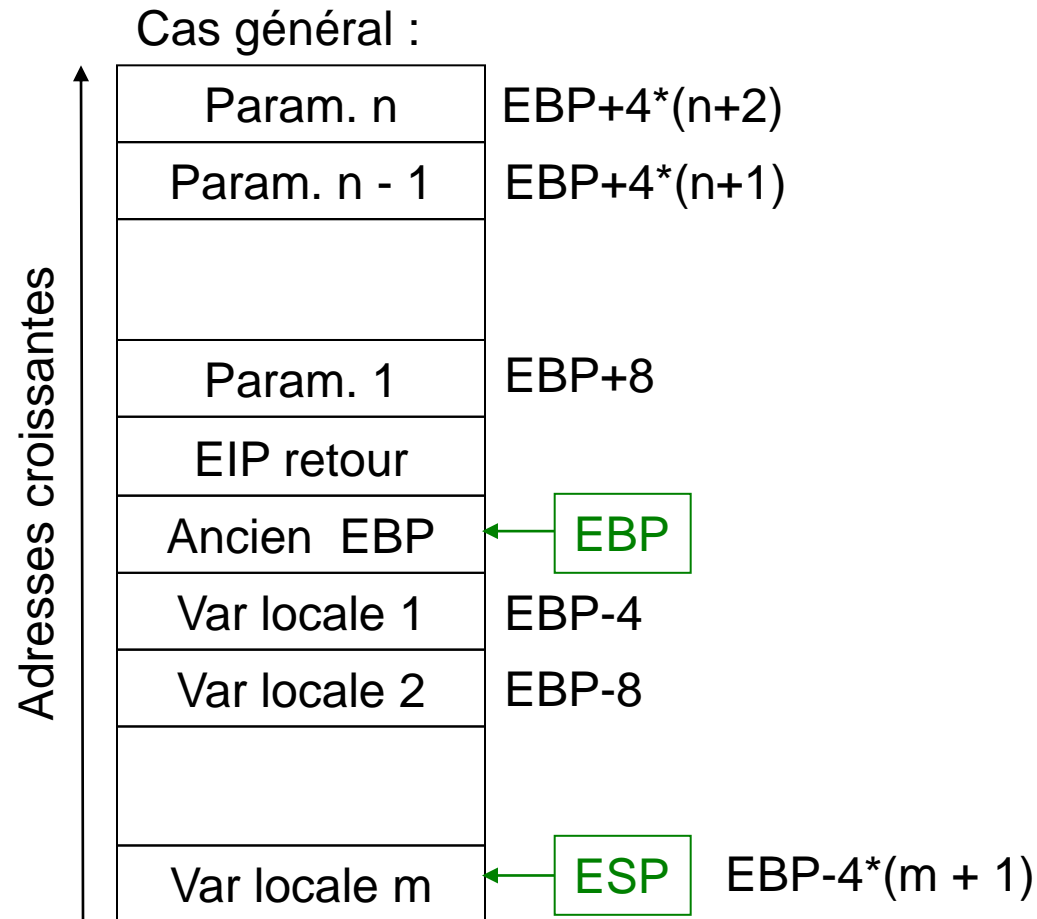 Cas général :
Param. n EBP+4*(n+2)
Param. n - 1 EBP+4*(n+1)
Param. 1 EBP+8
EIP retour
Ancien EBP EBP
Var locale 1 EBP-4
Var locale 2 EBP-8
Var locale m ESP EBP-4*(m + 1)
Adresses croissantes